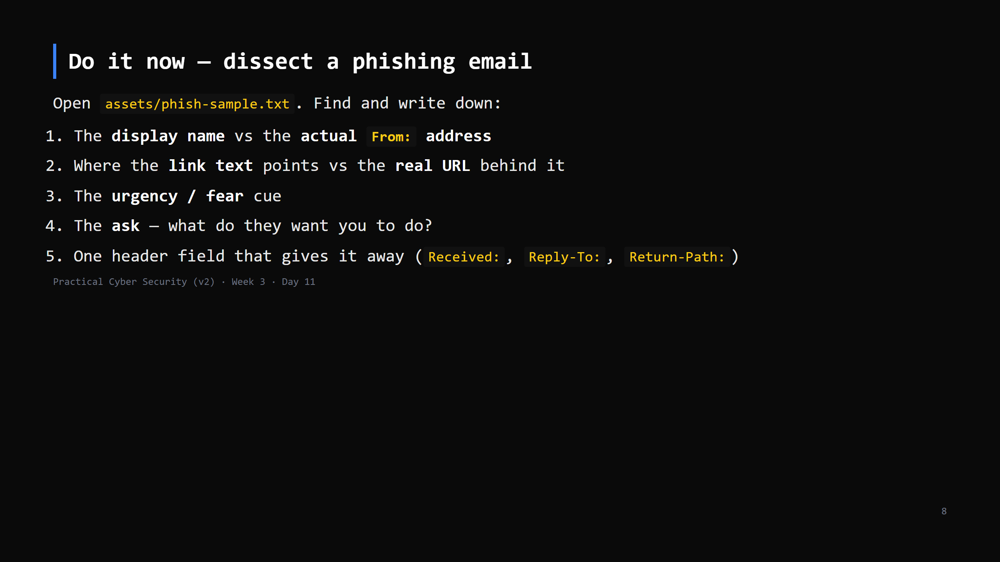 Do it now — dissect a phishing email
Open assets/phish-sample.txt. Find and write down:
1. The display name vs the actual From: address
2. Where the link text points vs the real URL behind it
3. The urgency / fear cue
4. The ask — what do they want you to do?
5. One header field that gives it away (Received:, Reply-To:, Return-Path:)
Practical Cyber Security (v2) · Week 3 · Day 11
8